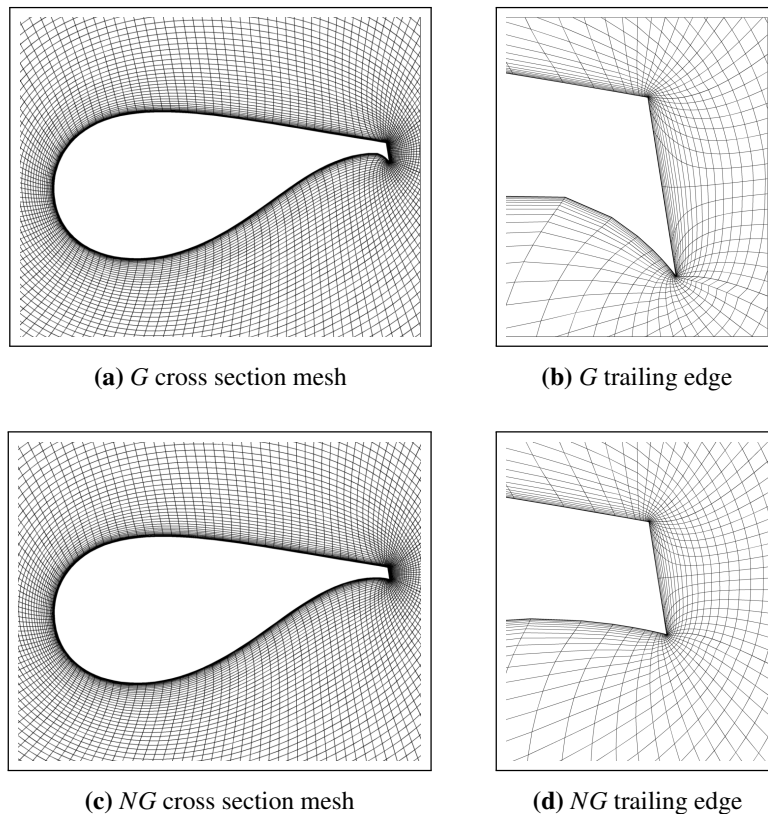 (a) G cross section mesh
(b) G trailing edge
(c) NG cross section mesh
(d) NG trailing edge